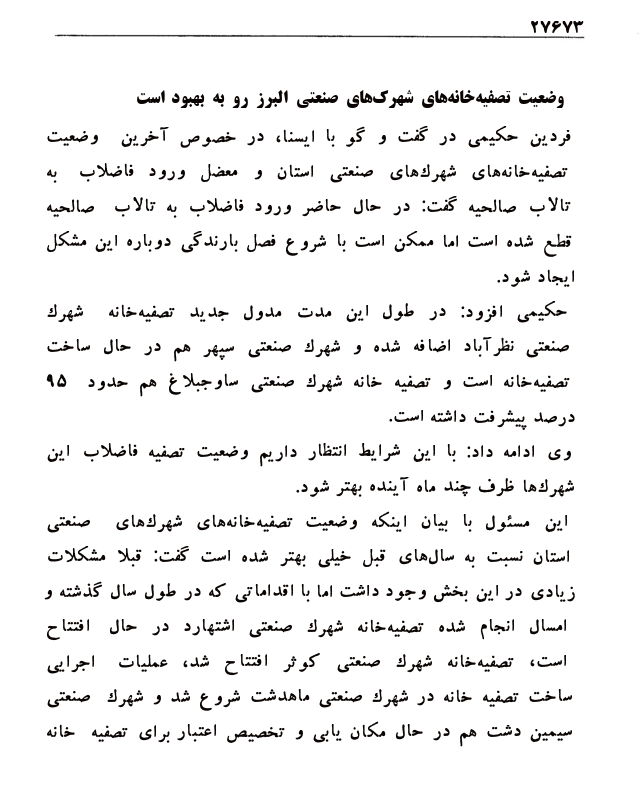 ۲۷۶۷۳
وضعیت تصفیه‌خانه‌های شهرک‌های صنعتی البرز رو به بهبود است
فردین حکیمی در گفت و گو با ایسنا، در خصوص آخرین وضعیت
تصفیه‌خانه‌های شهرک‌های صنعتی استان و معضل ورود فاضلاب به
تالاب صالحیه گفت: در حال حاضر ورود فاضلاب به تالاب صالحیه
قطع شده است اما ممکن است با شروع فصل بارندگی دوباره این مشکل
ایجاد شود.
حکیمی افزود: در طول این مدت مدول جدید تصفیه‌خانه شهرک
صنعتی نظرآباد اضافه شده و شهرک صنعتی سپهر هم در حال ساخت
تصفیه‌خانه است و تصفیه خانه شهرک صنعتی ساوجبلاغ هم حدود ۹۵
درصد پیشرفت داشته است.
وی ادامه داد: با این شرایط انتظار داریم وضعیت تصفیه فاضلاب این
شهرک‌ها ظرف چند ماه آینده بهتر شود.
این مسئول با بیان اینکه وضعیت تصفیه‌خانه‌های شهرک‌های صنعتی
استان نسبت به سال‌های قبل خیلی بهتر شده است گفت: قبلا مشکلات
زیادی در این بخش وجود داشت اما با اقداماتی که در طول سال گذشته و
امسال انجام شده تصفیه‌خانه شهرک صنعتی اشتهارد در حال افتتاح
است، تصفیه‌خانه شهرک صنعتی کوثر افتتاح شد، عملیات اجرایی
ساخت تصفیه خانه در شهرک صنعتی ماهدشت شروع شد و شهرک صنعتی
سیمین دشت هم در حال مکان یابی و تخصیص اعتبار برای تصفیه خانه